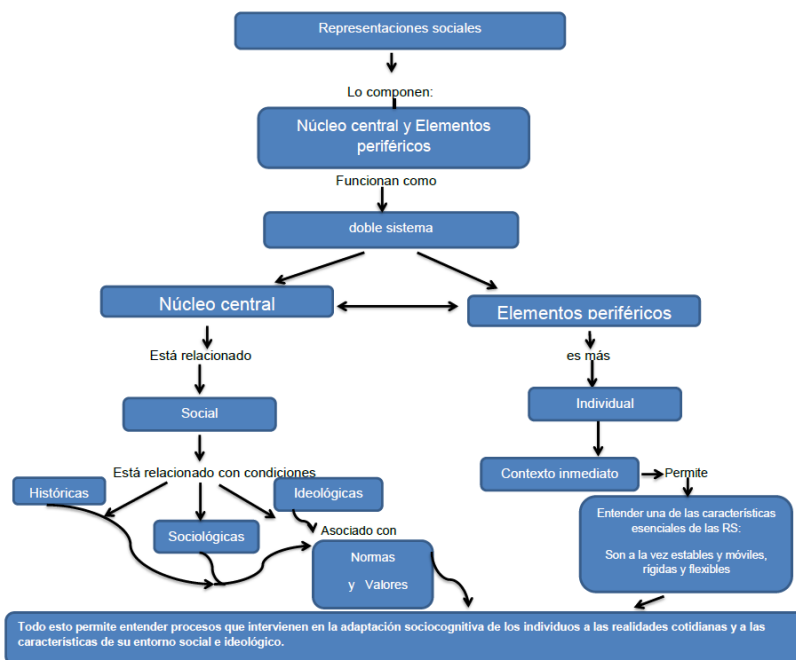 Representaciones sociales
Lo componen:
Núcleo central y Elementos
periféricos
Funcionan como
doble sistema
Núcleo central
Elementos periféricos
Está relacionado
es más
Social
Individual
Está relacionado con condiciones
Contexto inmediato
Permite
Históricas
Ideológicas
Sociológicas
Asociado con
Normas
y Valores
Entender una de las características
esenciales de las RS:
Son a la vez estables y móviles,
rígidas y flexibles
Todo esto permite entender procesos que intervienen en la adaptación sociocognitiva de los individuos a las realidades cotidianas y a las
características de su entorno social e ideológico.